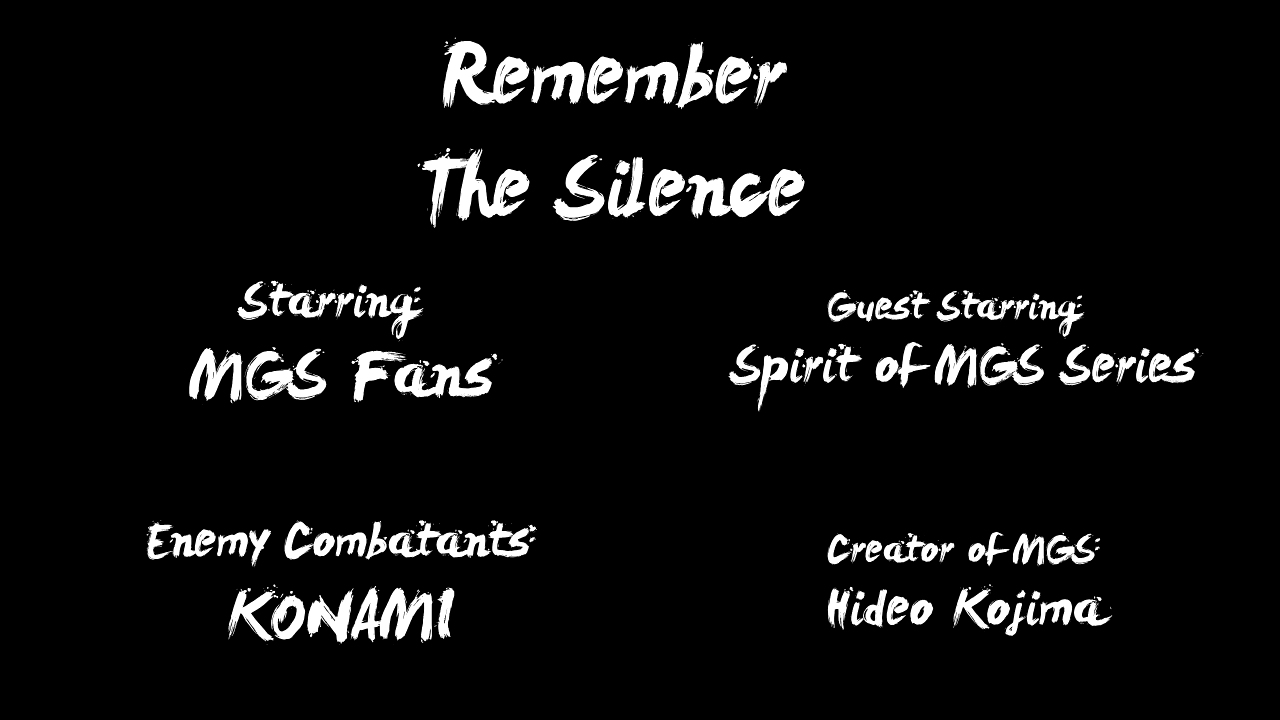 Remember
The Silence
Starring:
MGS Fans
Guest Starring:
Spirit of MGS Series
Enemy Combatants:
KONAMI
Creator of MGS:
Hideo Kojima